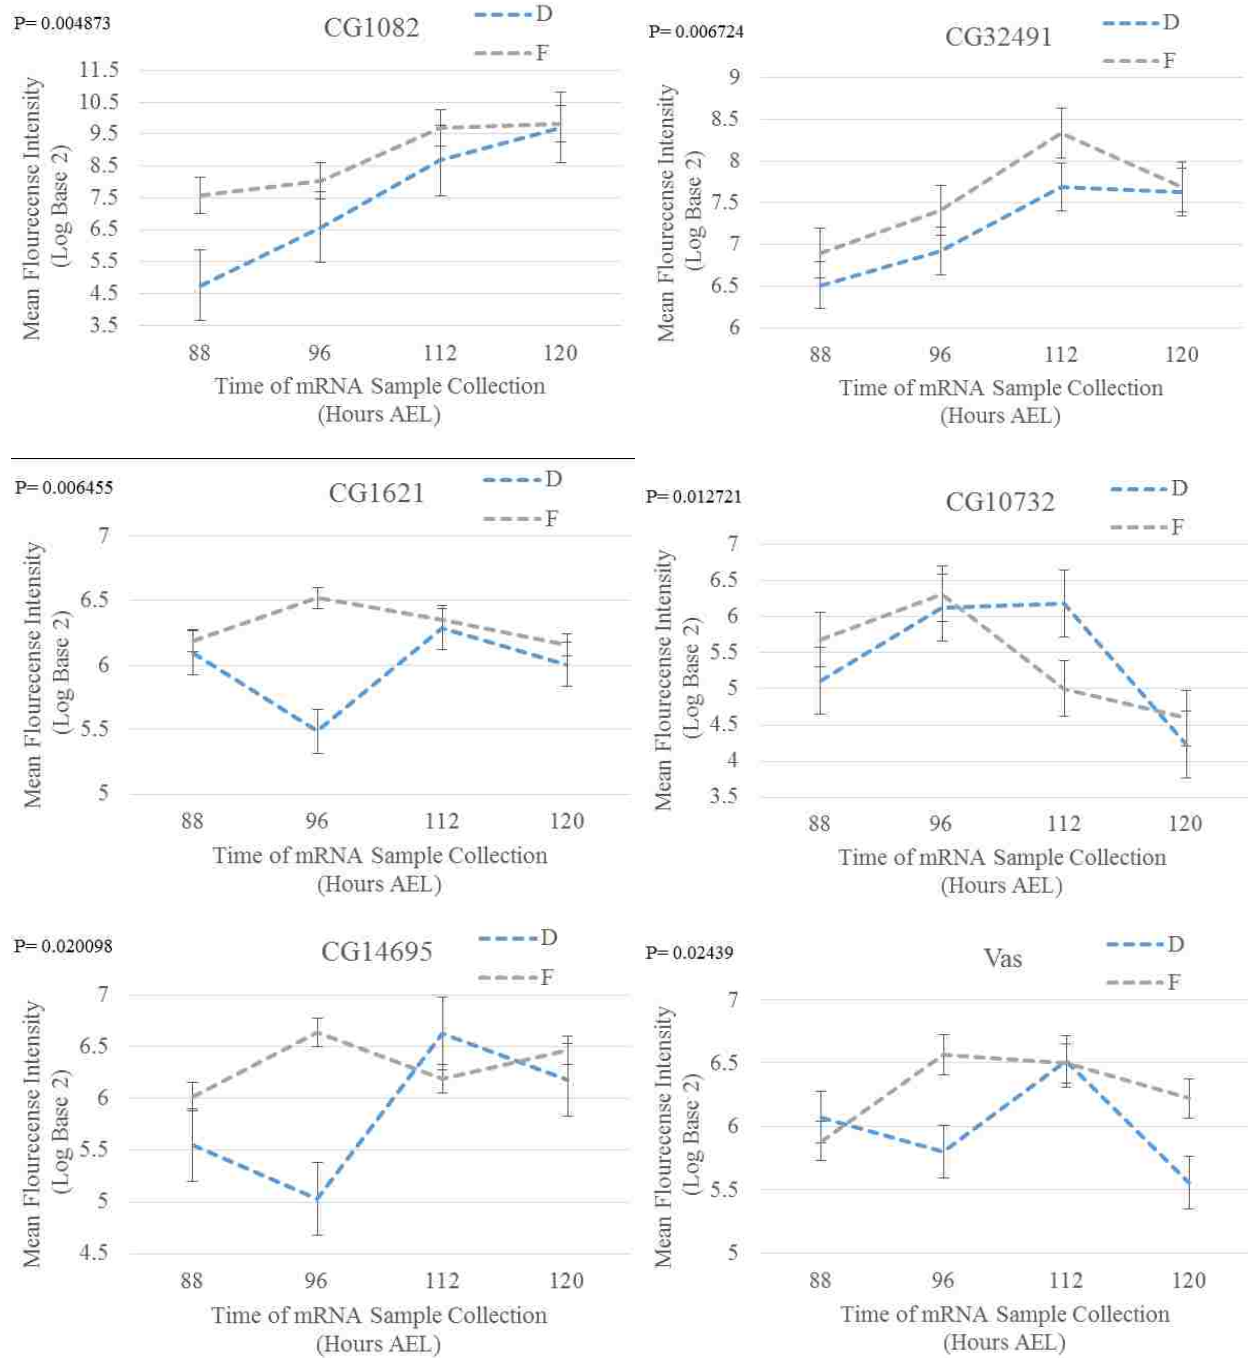 P= 0.004873
CG1082
D
F
Mean Flourecense Intensity
(Log Base 2)
11.5
10.5
9.5
8.5
7.5
6.5
5.5
4.5
3.5
88 96 112 120
Time of mRNA Sample Collection
(Hours AEL)
P= 0.006724
CG32491
D
F
Mean Flourecense Intensity
(Log Base 2)
9
8.5
8
7.5
7
6.5
6
88 96 112 120
Time of mRNA Sample Collection
(Hours AEL)
P= 0.006455
CG1621
D
F
Mean Flourecense Intensity
(Log Base 2)
7
6.5
6
5.5
5
88 96 112 120
Time of mRNA Sample Collection
(Hours AEL)
P= 0.012721
CG10732
D
F
Mean Flourecense Intensity
(Log Base 2)
7
6.5
6
5.5
5
4.5
4
3.5
88 96 112 120
Time of mRNA Sample Collection
(Hours AEL)
P= 0.020098
CG14695
D
F
Mean Flourecense Intensity
(Log Base 2)
7
6.5
6
5.5
5
4.5
88 96 112 120
Time of mRNA Sample Collection
(Hours AEL)
P= 0.02439
Vas
D
F
Mean Flourecense Intensity
(Log Base 2)
7
6.5
6
5.5
5
88 96 112 120
Time of mRNA Sample Collection
(Hours AEL)